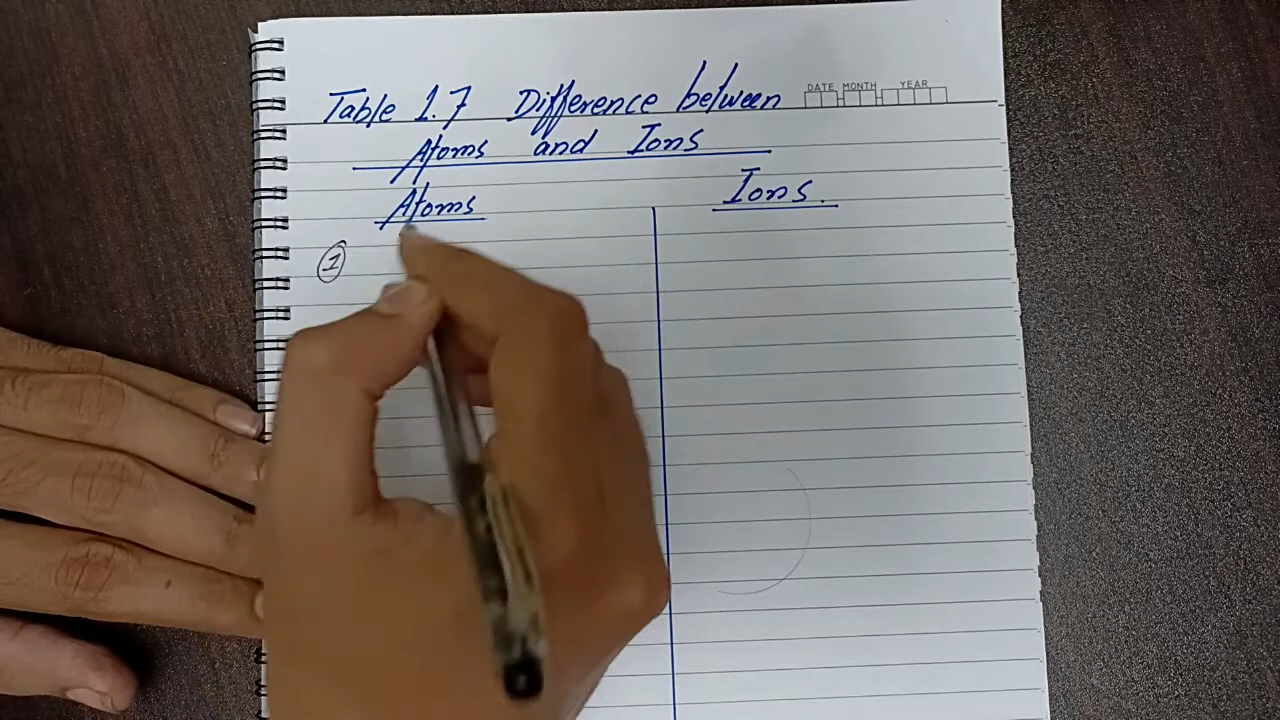 Table 1.7 Difference between
DATE MONTH YEAR
Atoms and Ions
Atoms
Ions.
1